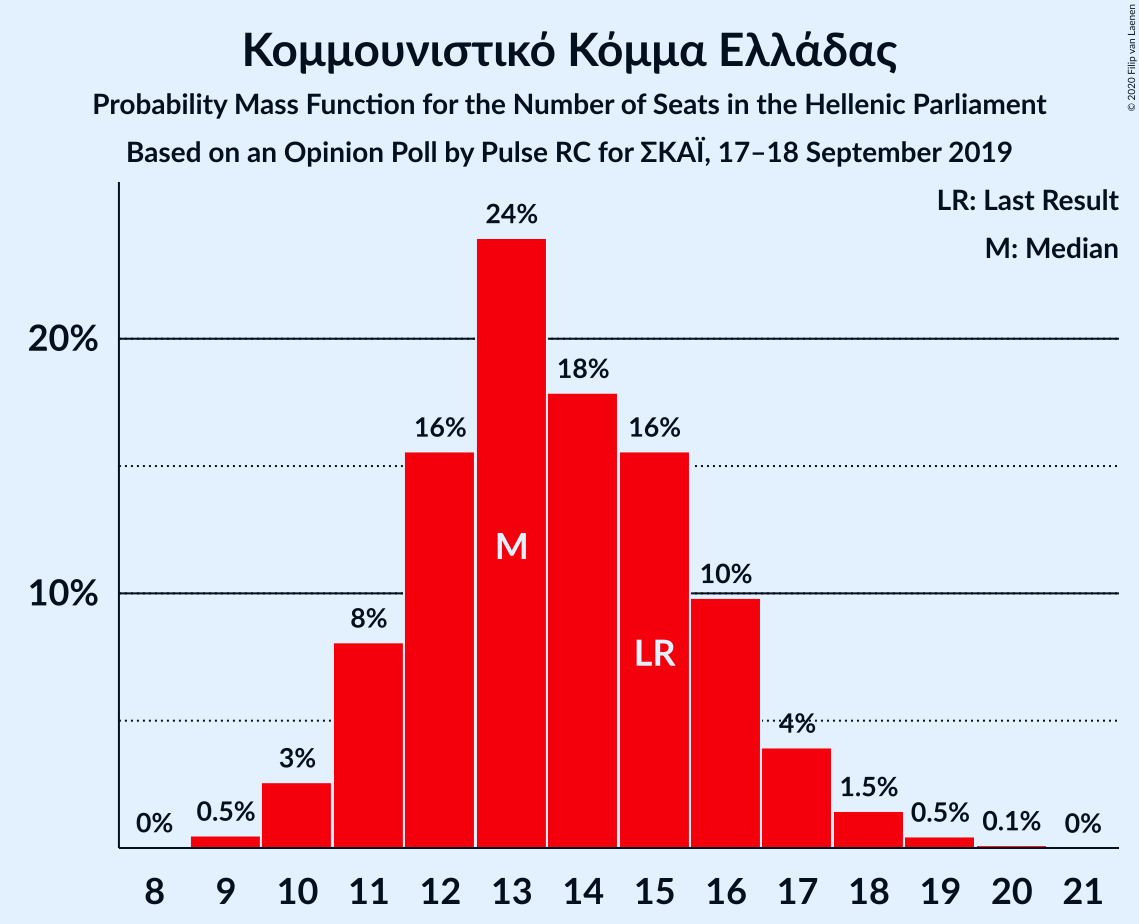 Κομμουνιστικό Κόμμα Ελλάδας
Probability Mass Function for the Number of Seats in the Hellenic Parliament
Based on an Opinion Poll by Pulse RC for ΣΚΑΪ, 17–18 September 2019
© 2020 Filip van Laenen
LR: Last Result
M: Median
20%
10%
0%
0.5%
3%
8%
16%
24%
18%
16%
10%
4%
1.5%
0.5%
0.1%
0%
M
LR
8 9 10 11 12 13 14 15 16 17 18 19 20 21